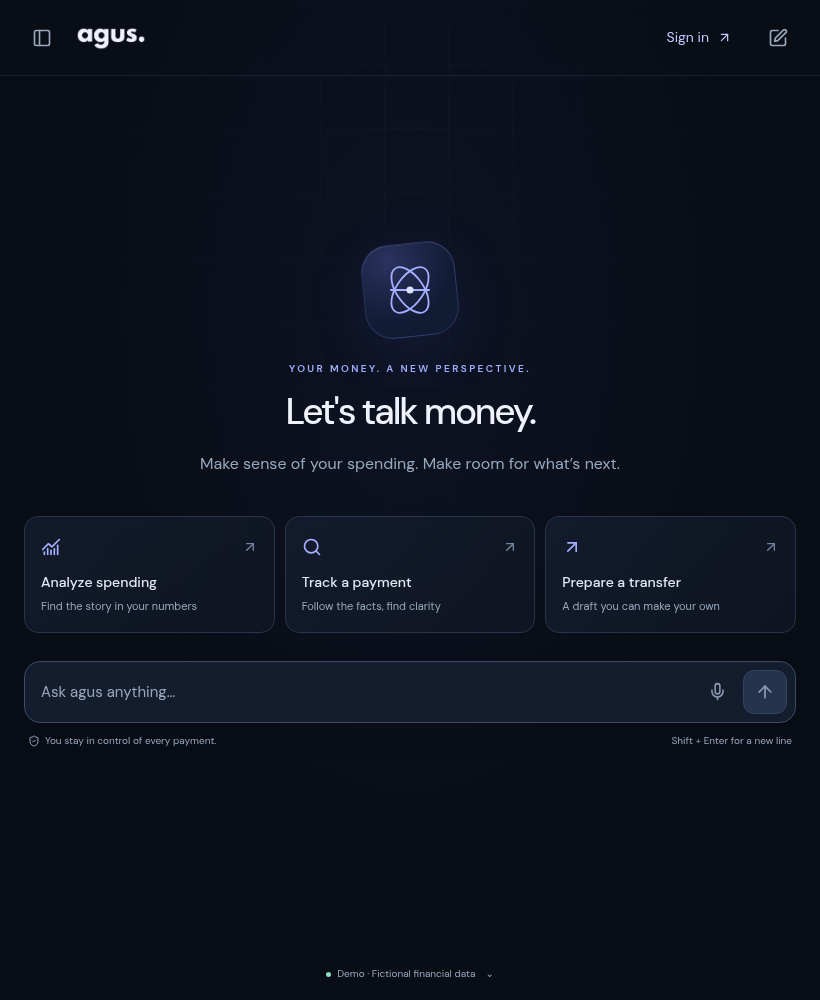 agus.
Sign in
YOUR MONEY. A NEW PERSPECTIVE.
Let's talk money.
Make sense of your spending. Make room for what’s next.
Analyze spending
Find the story in your numbers
Track a payment
Follow the facts, find clarity
Prepare a transfer
A draft you can make your own
Ask agus anything...
You stay in control of every payment.
Shift + Enter for a new line
Demo · Fictional financial data